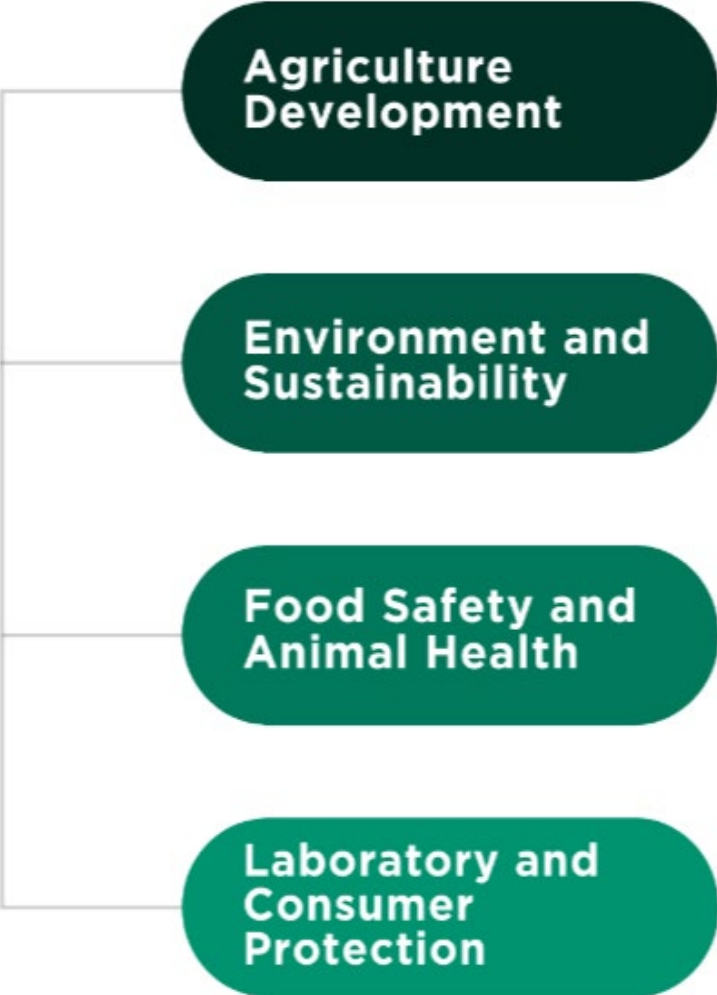 Agriculture
Development
Environment and
Sustainability
Food Safety and
Animal Health
Laboratory and
Consumer
Protection